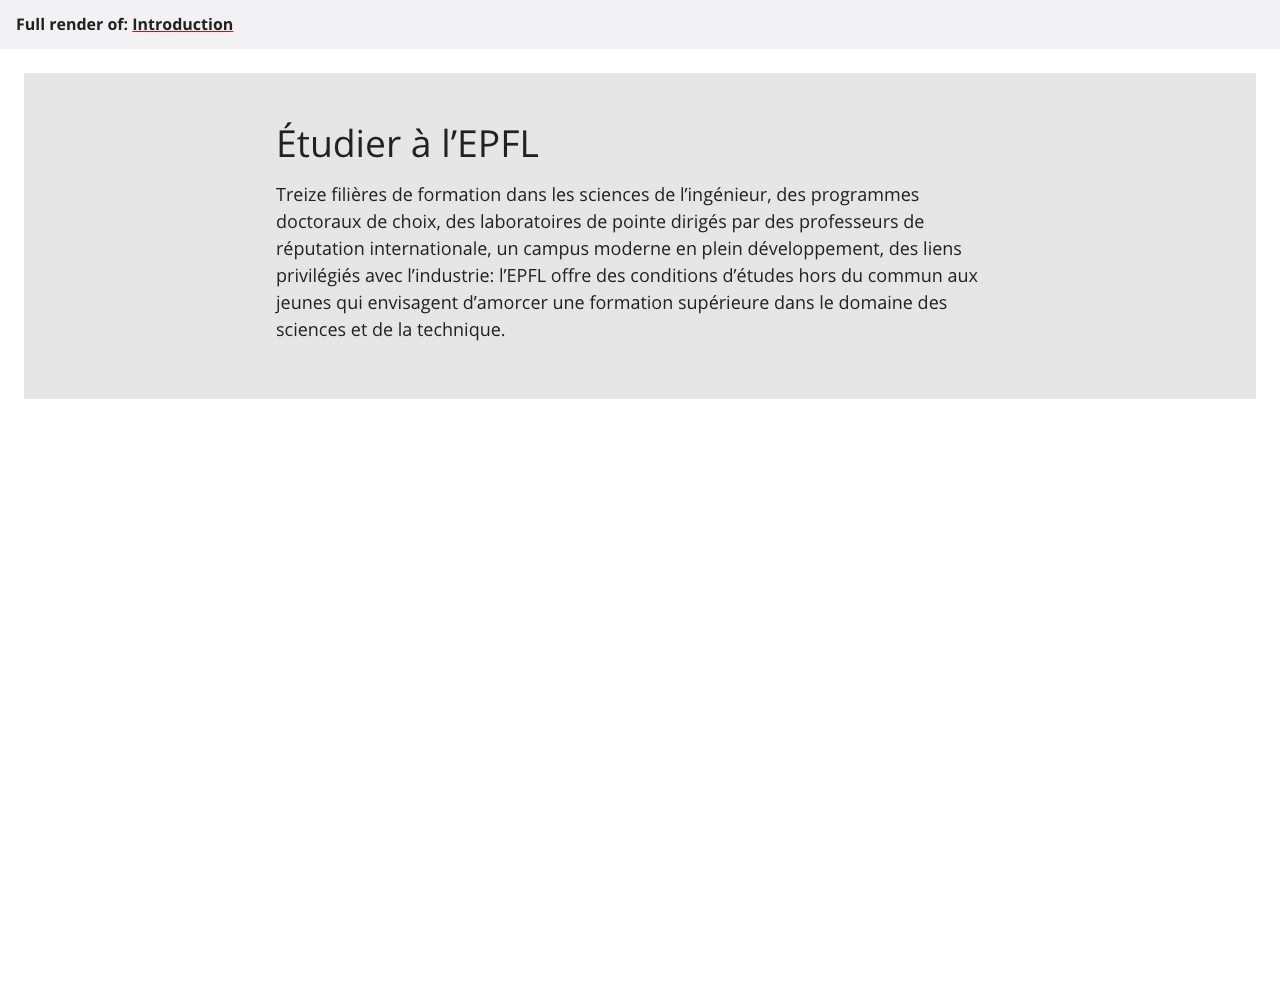 Full render of: Introduction
Étudier à l’EPFL
Treize filières de formation dans les sciences de l’ingénieur, des programmes
doctoraux de choix, des laboratoires de pointe dirigés par des professeurs de
réputation internationale, un campus moderne en plein développement, des liens
privilégiés avec l’industrie: l’EPFL offre des conditions d’études hors du commun aux
jeunes qui envisagent d’amorcer une formation supérieure dans le domaine des
sciences et de la technique.